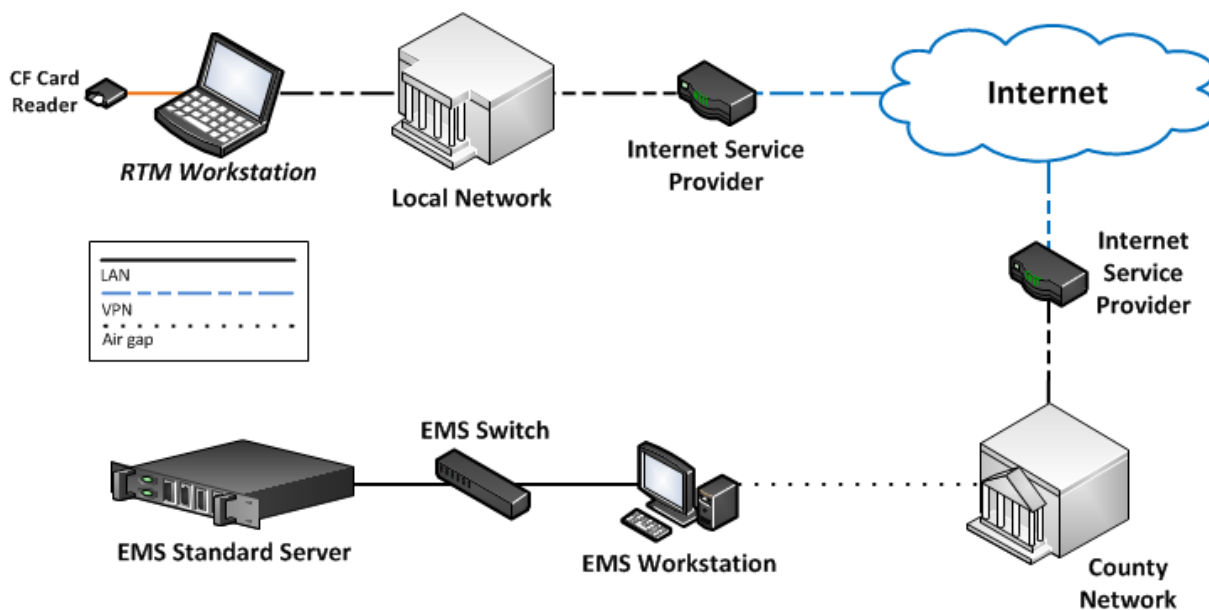 CF Card
Reader
RTM Workstation
Local Network
Internet Service
Provider
Internet
Internet
Service
Provider
LAN
VPN
Air gap
EMS Switch
EMS Standard Server
EMS Workstation
County
Network